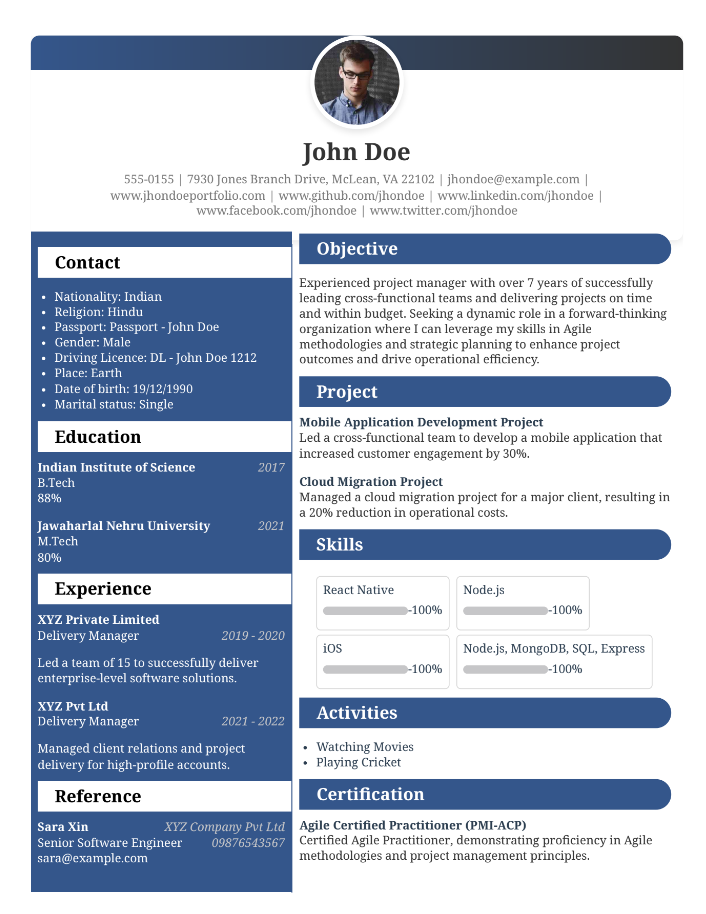 John Doe
555-0155 | 7930 Jones Branch Drive, McLean, VA 22102 | jhondoe@example.com |
www.jhondoeportfolio.com | www.github.com/jhondoe | www.linkedin.com/jhondoe |
www.facebook.com/jhondoe | www.twitter.com/jhondoe
Contact
• Nationality: Indian
• Religion: Hindu
• Passport: Passport - John Doe
• Gender: Male
• Driving Licence: DL - John Doe 1212
• Place: Earth
• Date of birth: 19/12/1990
• Marital status: Single
Education
Indian Institute of Science 2017
B.Tech
88%
Jawaharlal Nehru University 2021
M.Tech
80%
Experience
XYZ Private Limited
Delivery Manager 2019 - 2020
Led a team of 15 to successfully deliver
enterprise-level software solutions.
XYZ Pvt Ltd
Delivery Manager 2021 - 2022
Managed client relations and project
delivery for high-profile accounts.
Reference
Sara Xin XYZ Company Pvt Ltd
Senior Software Engineer 09876543567
sara@example.com
Objective
Experienced project manager with over 7 years of successfully
leading cross-functional teams and delivering projects on time
and within budget. Seeking a dynamic role in a forward-thinking
organization where I can leverage my skills in Agile
methodologies and strategic planning to enhance project
outcomes and drive operational efficiency.
Project
Mobile Application Development Project
Led a cross-functional team to develop a mobile application that
increased customer engagement by 30%.
Cloud Migration Project
Managed a cloud migration project for a major client, resulting in
a 20% reduction in operational costs.
Skills
React Native
-100%
Node.js
-100%
iOS
-100%
Node.js, MongoDB, SQL, Express
-100%
Activities
• Watching Movies
• Playing Cricket
Certification
Agile Certified Practitioner (PMI-ACP)
Certified Agile Practitioner, demonstrating proficiency in Agile
methodologies and project management principles.